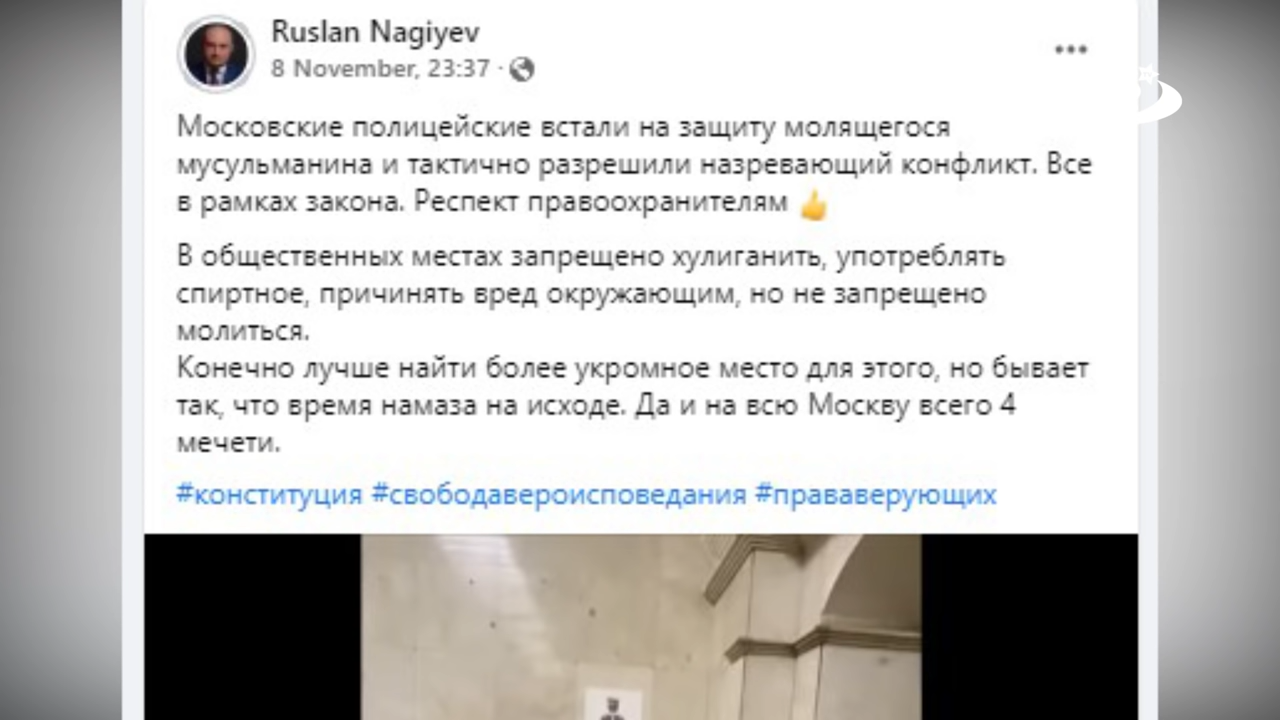 Ruslan Nagiyev
8 November, 23:37 ·
Московские полицейские встали на защиту молящегося
мусульманина и тактично разрешили назревающий конфликт. Все
в рамках закона. Респект правоохранителям 👍
В общественных местах запрещено хулиганить, употреблять
спиртное, причинять вред окружающим, но не запрещено
молиться.
Конечно лучше найти более укромное место для этого, но бывает
так, что время намаза на исходе. Да и на всю Москву всего 4
мечети.
#конституция #свободавероисповедания #прававерующих